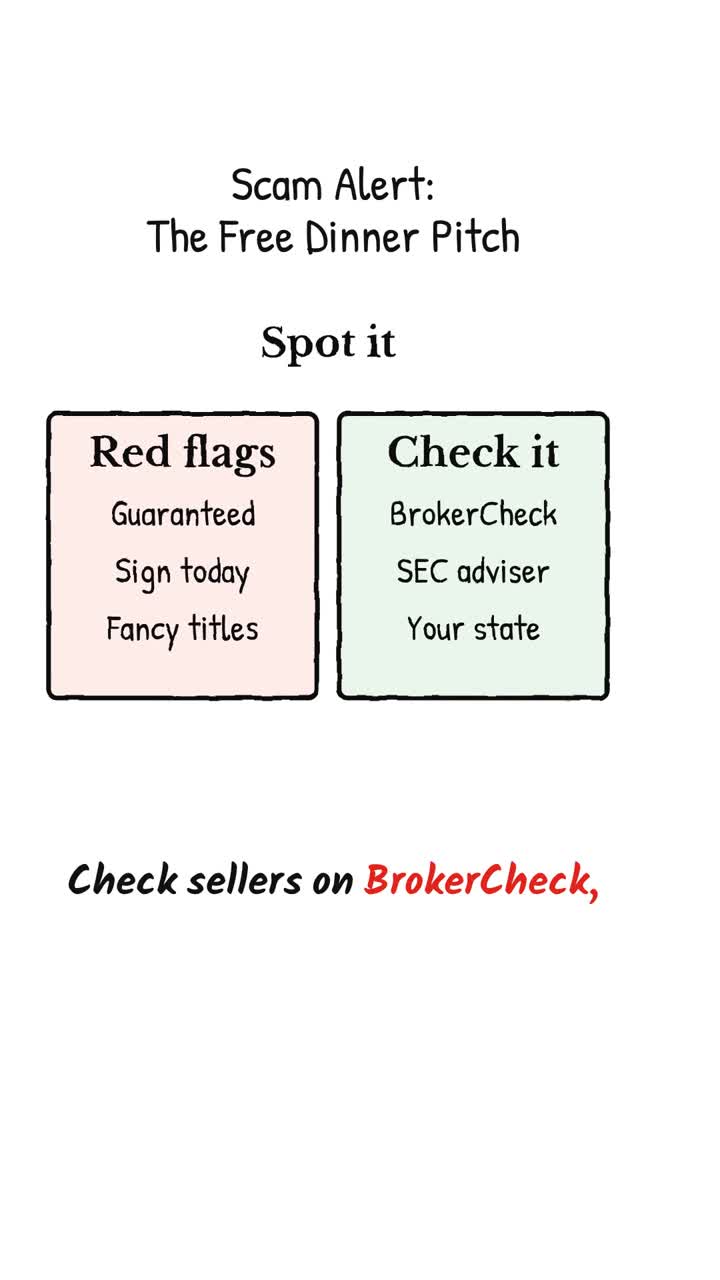 Scam Alert:
The Free Dinner Pitch
Spot it
Red flags
Guaranteed
Sign today
Fancy titles
Check it
BrokerCheck
SEC adviser
Your state
Check sellers on BrokerCheck,